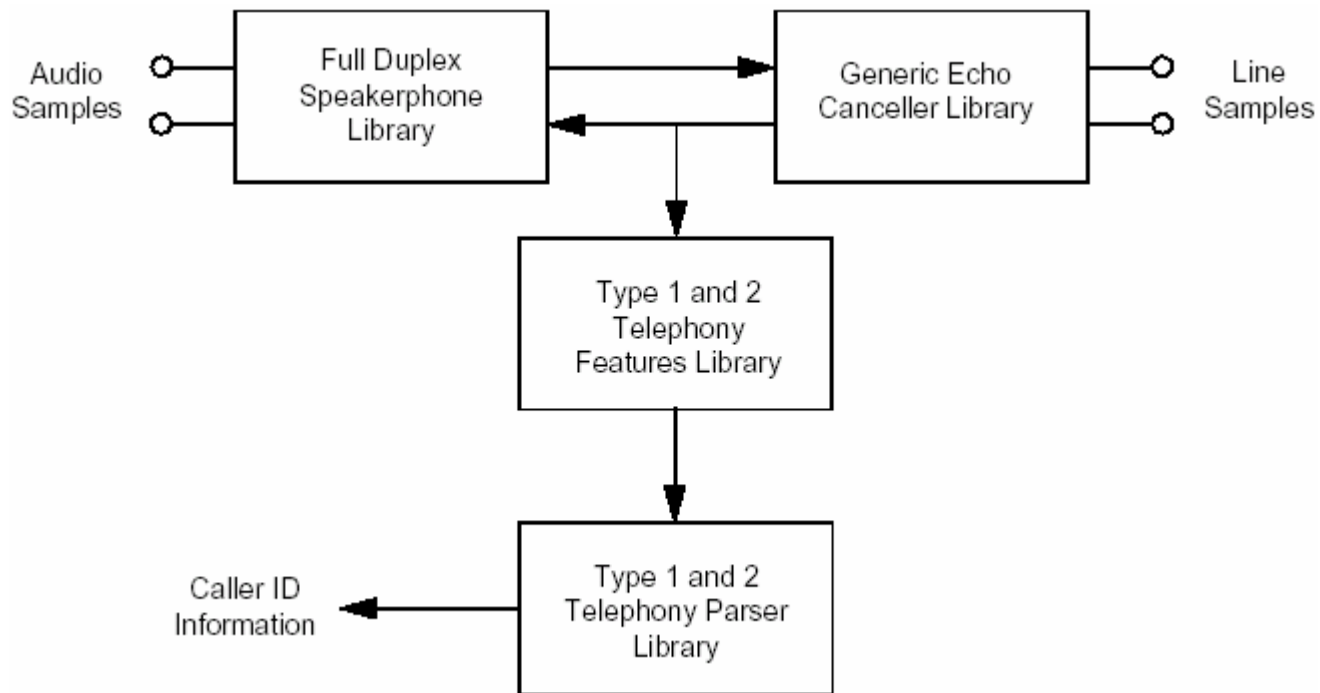 Audio
Samples
Full Duplex
Speakerphone
Library
Generic Echo
Canceller Library
Line
Samples
Type 1 and 2
Telephony
Features Library
Type 1 and 2
Telephony Parser
Library
Caller ID
Information